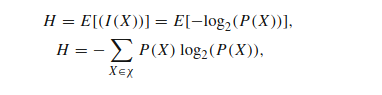 H = E[(I(X))] = E[−log₂(P(X))],
H = − ∑ P(X) log₂(P(X)),
X∈χ